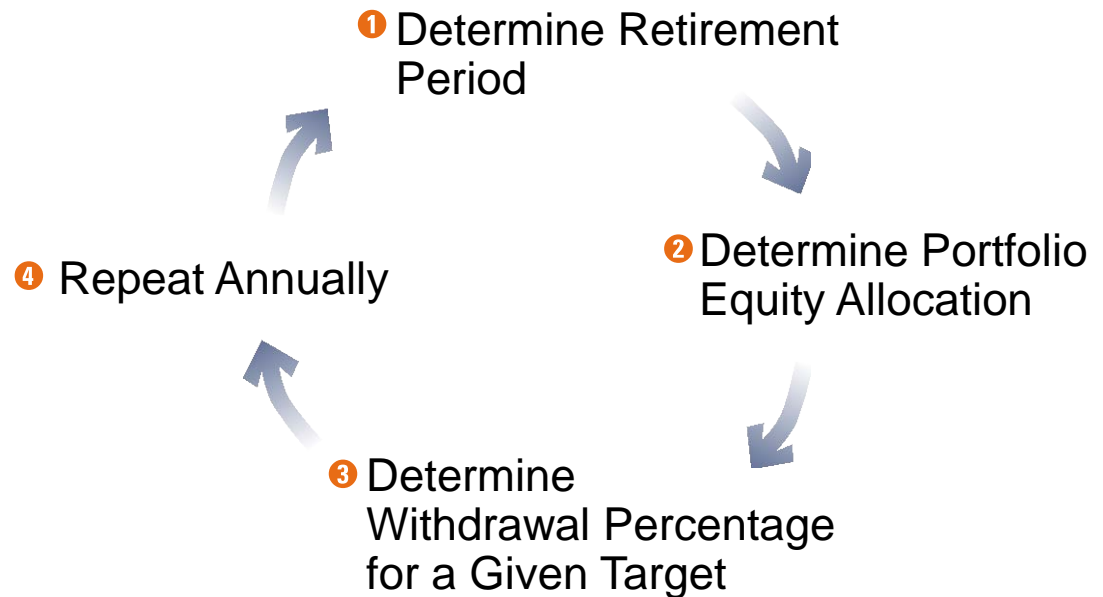 1 Determine Retirement
Period
2 Determine Portfolio
Equity Allocation
3 Determine
Withdrawal Percentage
for a Given Target
4 Repeat Annually